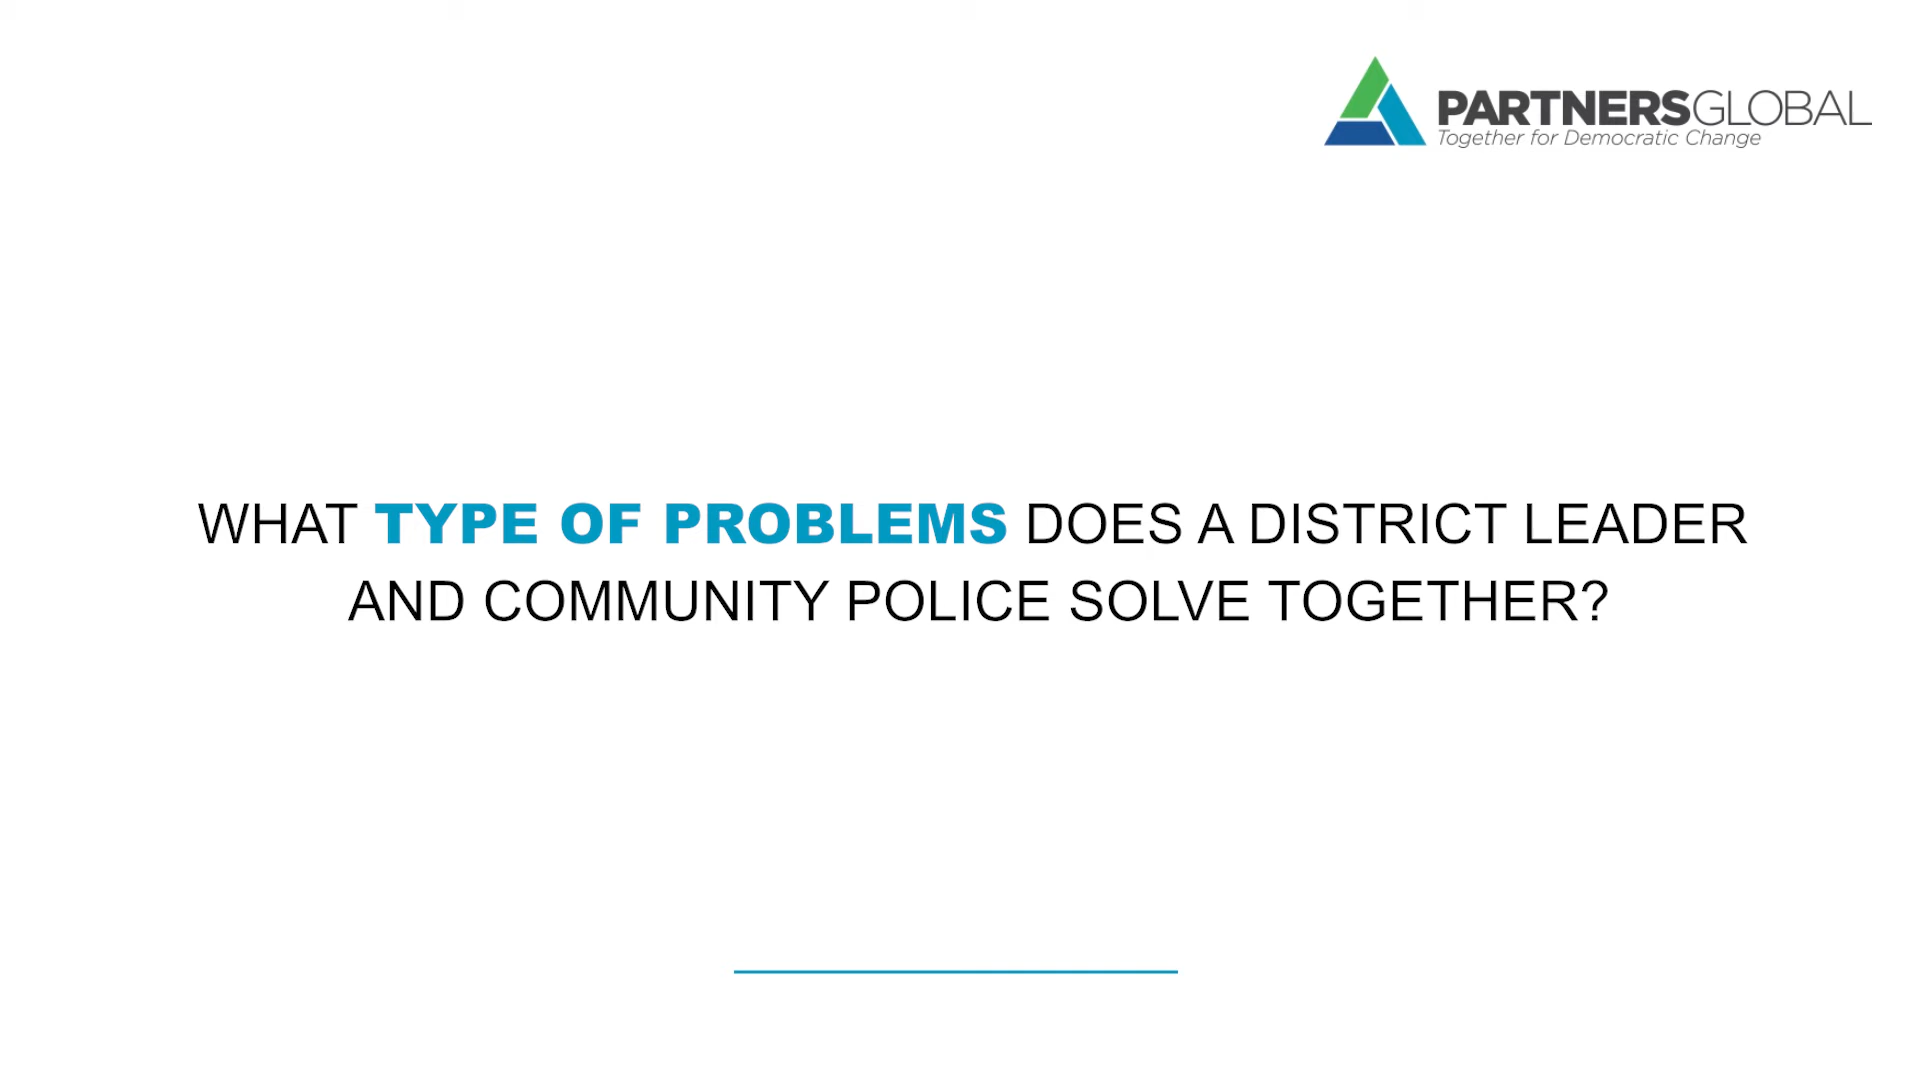 PARTNERSGLOBAL
Together for Democratic Change
WHAT TYPE OF PROBLEMS DOES A DISTRICT LEADER
AND COMMUNITY POLICE SOLVE TOGETHER?